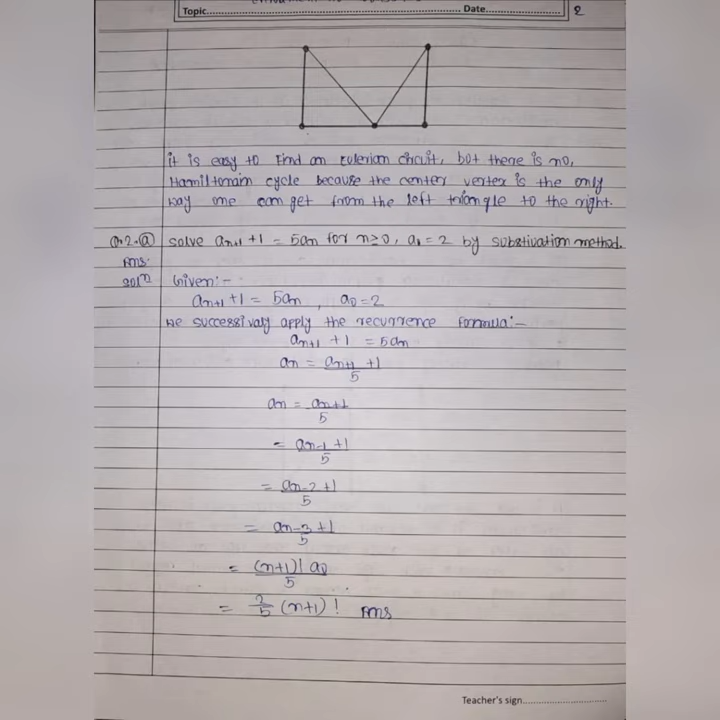 Topic........................................ Date........................ 2
it is easy to find an eulerian circuit, but there is no,
Hamiltonain cycle because the center vertex is the only
way one can get from the left triangle to the right.
Q.2.(a) solve an+1 +1 = 5an for n≥0, a0 = 2 by substivation method.
Ans.
soln Given:-
an+1 +1 = 5an , a0 = 2
we successivaly apply the recurrence formula:-
an+1 +1 = 5an
an = an+1 +1
5
an = an+1
5
= an-1 +1
5
= an-2 +1
5
= an-3 +1
5
= (n+1)! a0
5
= 2/5 (n+1)! Ans
Teacher's sign........................